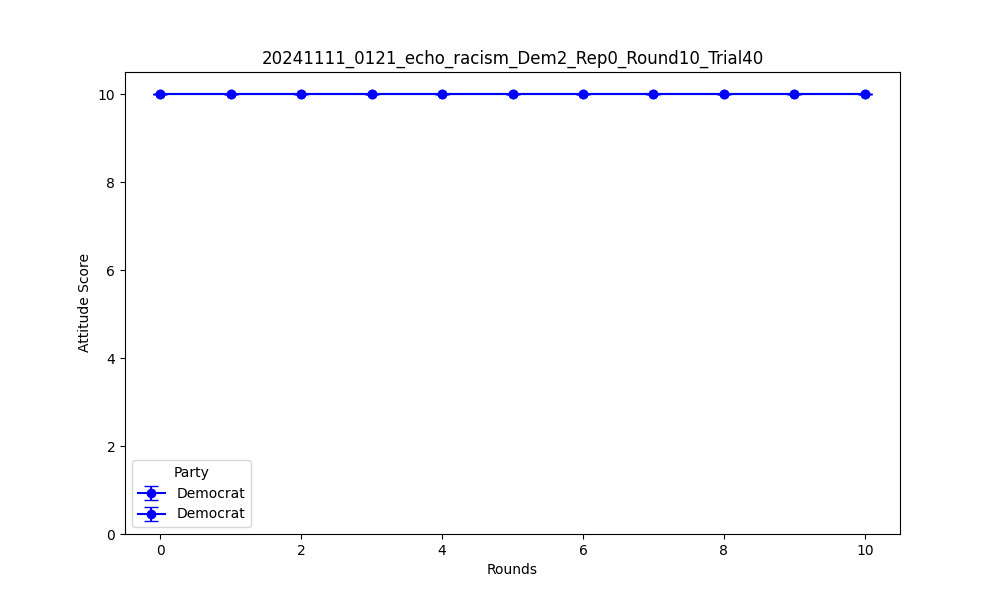 20241111_0121_echo_racism_Dem2_Rep0_Round10_Trial40
10
8
6
4
2
0
Attitude Score
Party
Democrat
Democrat
0 2 4 6 8 10
Rounds